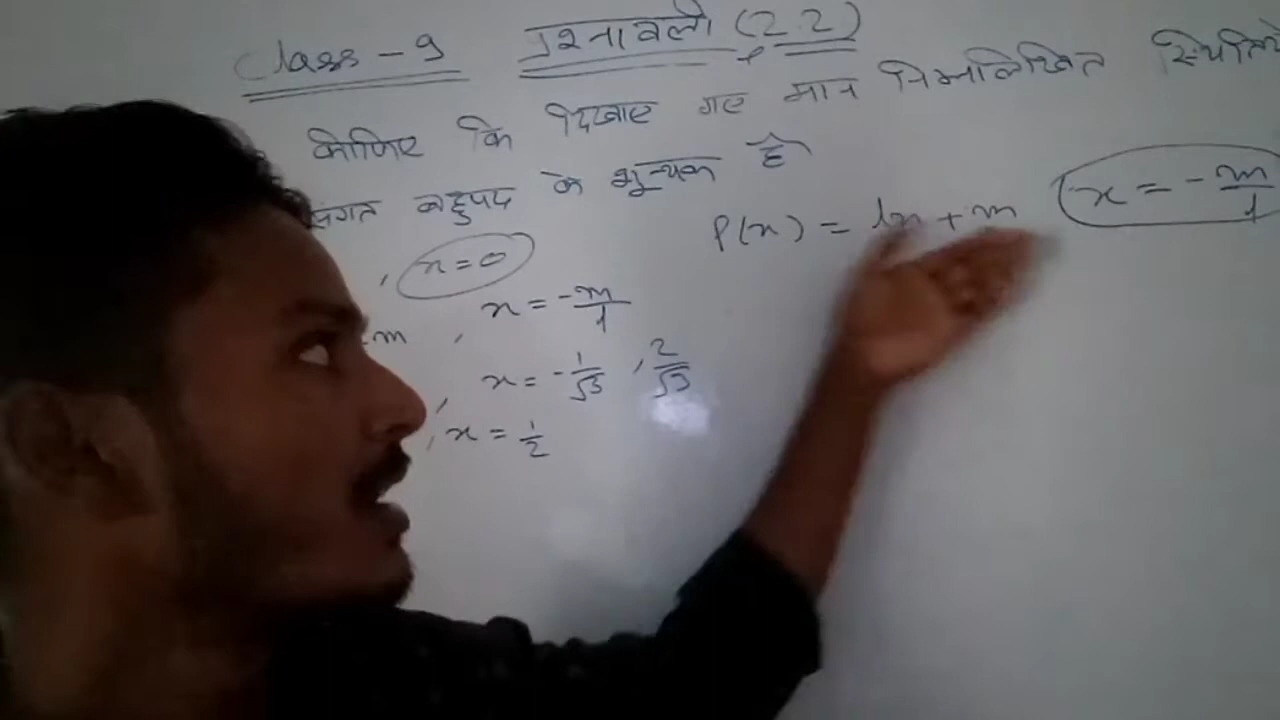 Class - 9 प्रश्नावली (2.2)
कीजिए कि दिखाए गए मान निम्नलिखित
संगत बहुपद के शून्यक है
P(x) = lx + m x = -m/l
, x = 0
m , x = -m/l
, x = -1/√3 , 2/√3
, x = 1/2